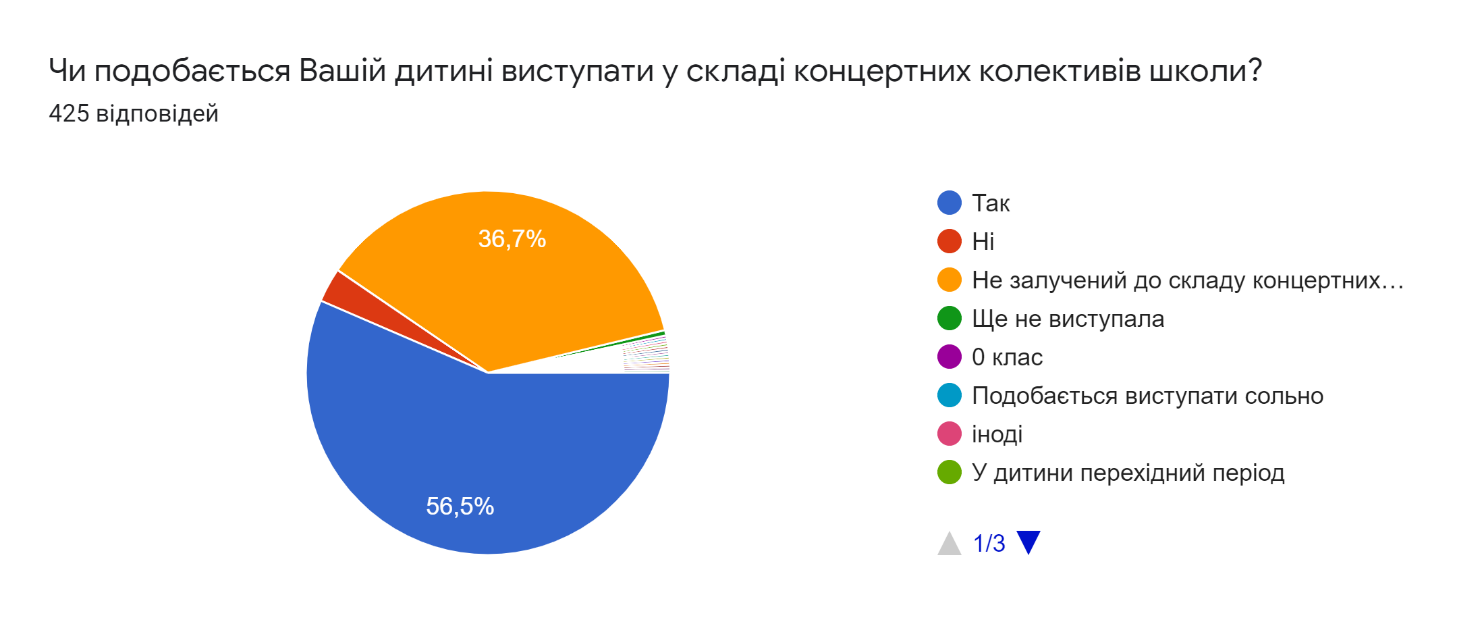 Чи подобається Вашій дитині виступати у складі концертних колективів школи?
425 відповідей
36,7%
56,5%
Так
Ні
Не залучений до складу концертних…
Ще не виступала
0 клас
Подобається виступати сольно
іноді
У дитини перехідний період
1/3